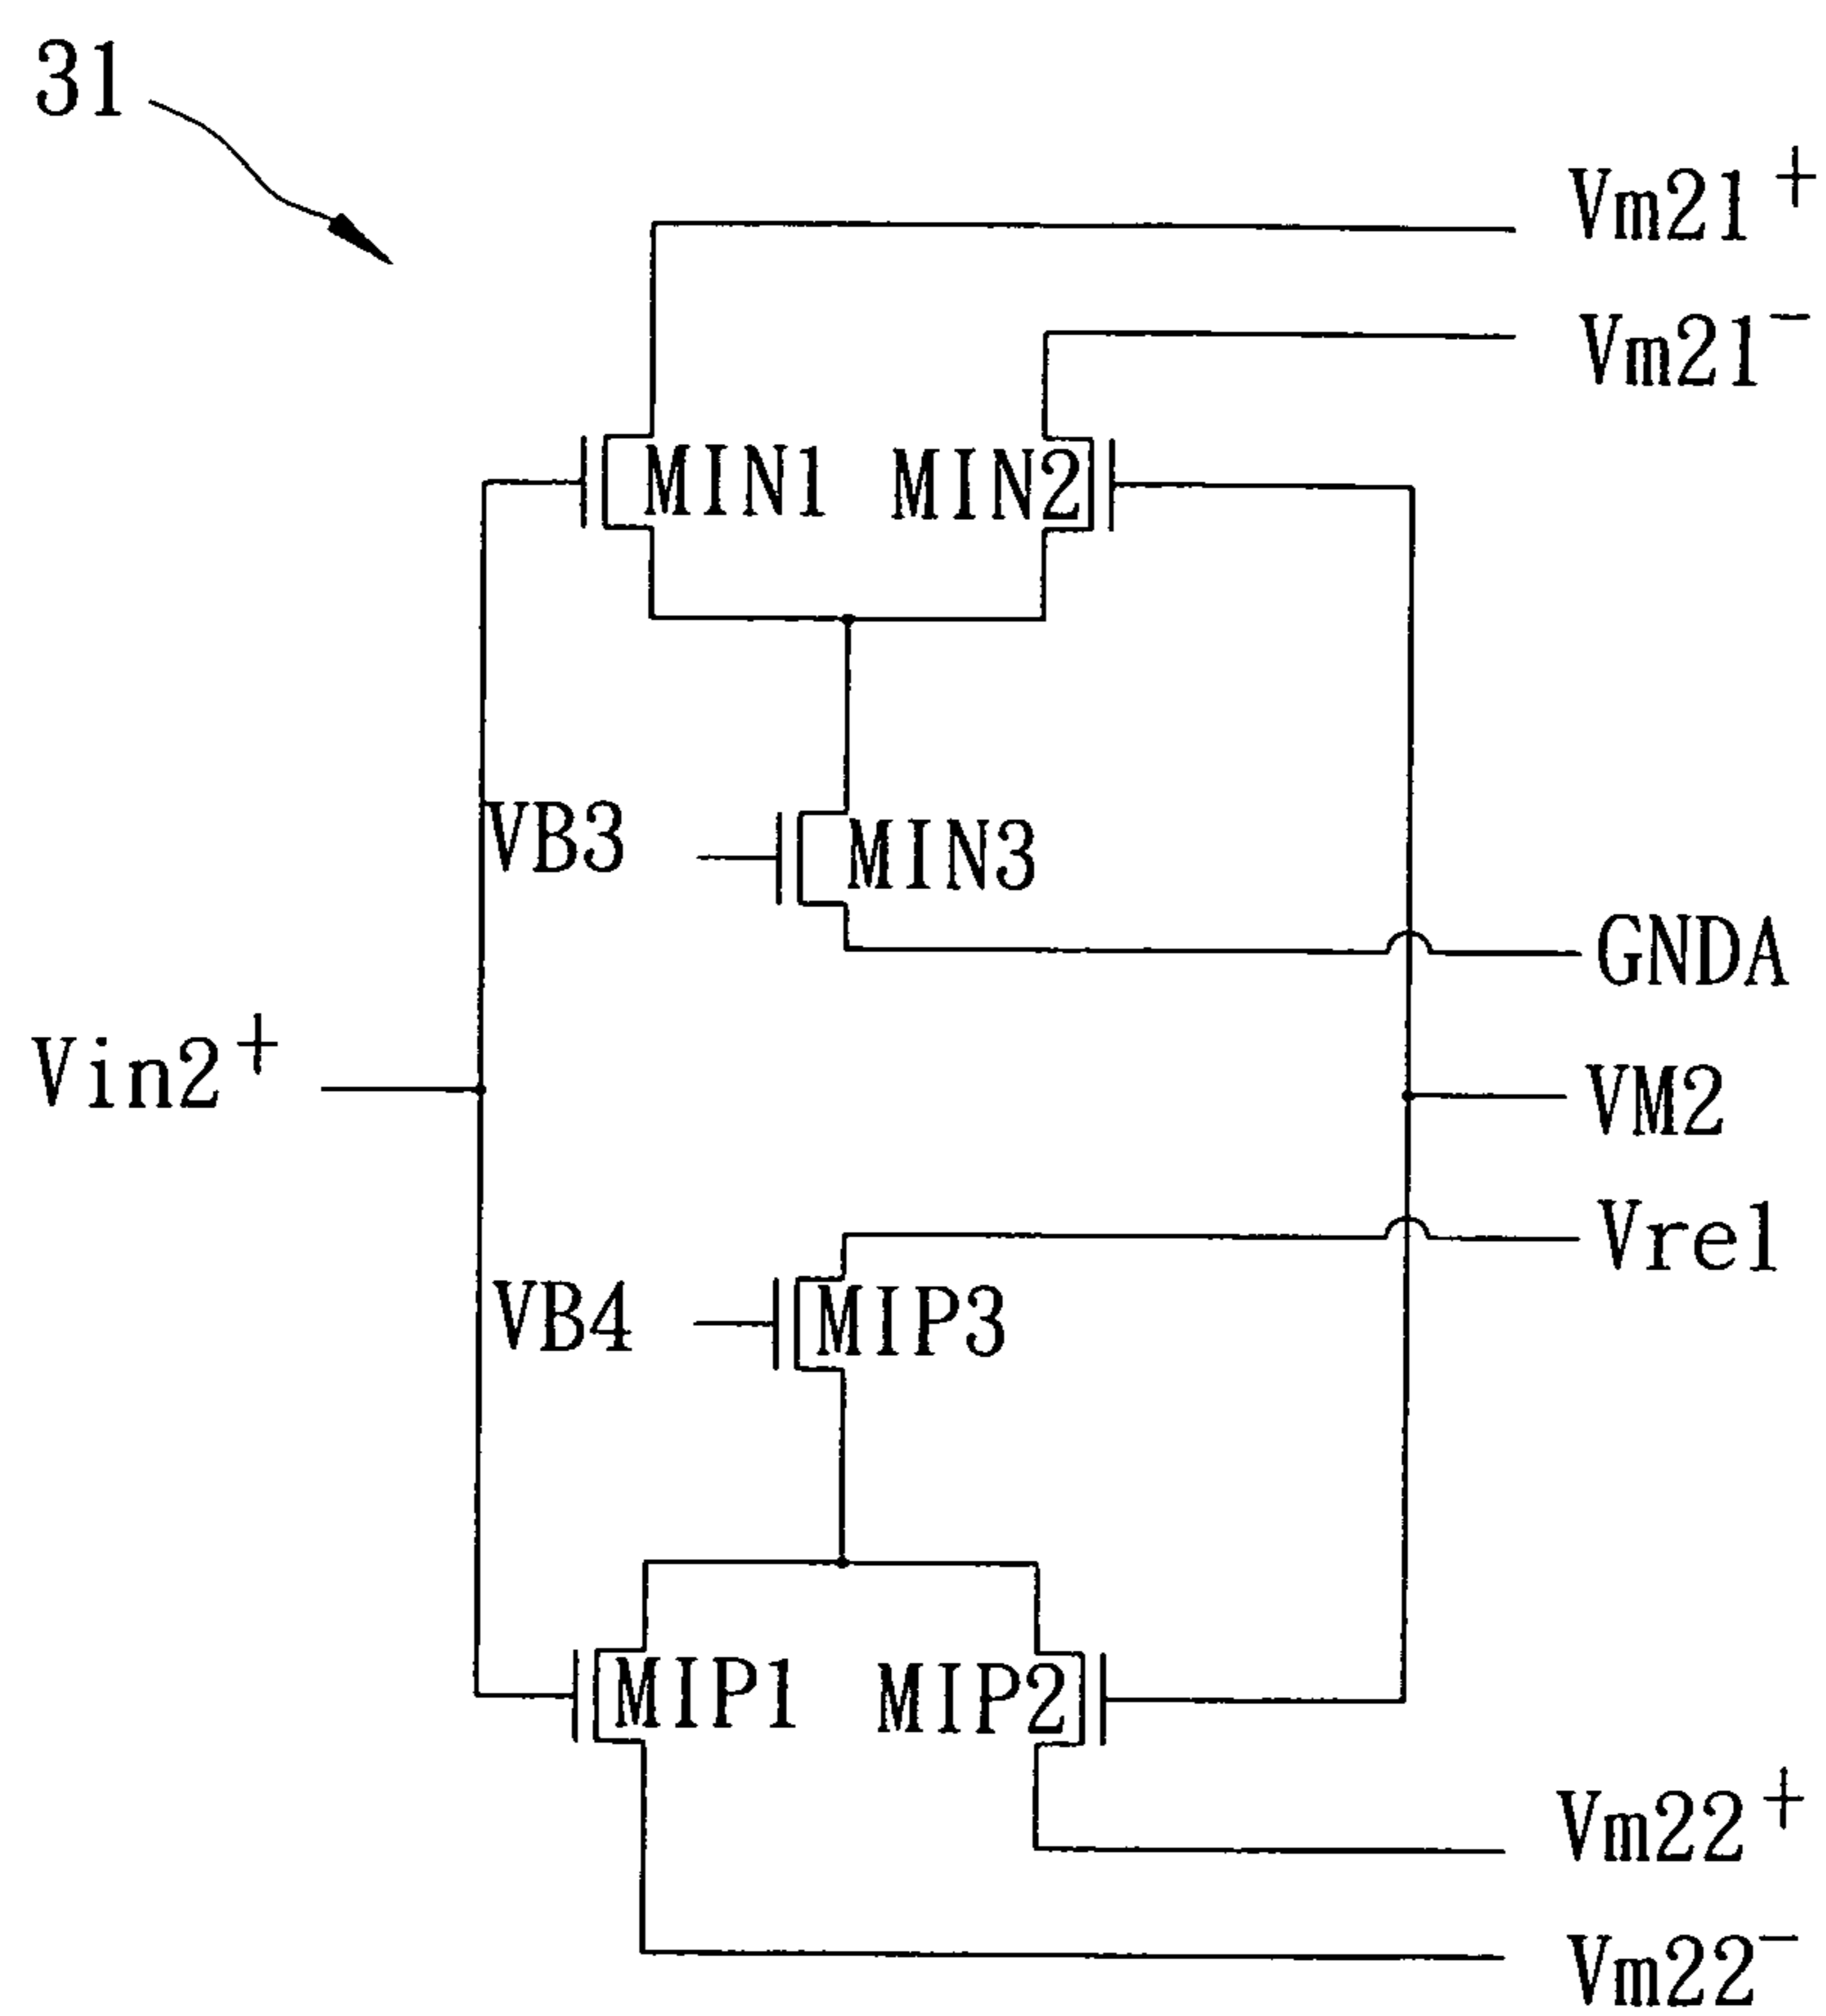 31
Vm21+
Vm21-
MIN1 MIN2
VB3 MIN3
GNDA
Vin2+
VM2
Vrel
VB4 MIP3
MIP1 MIP2
Vm22+
Vm22-